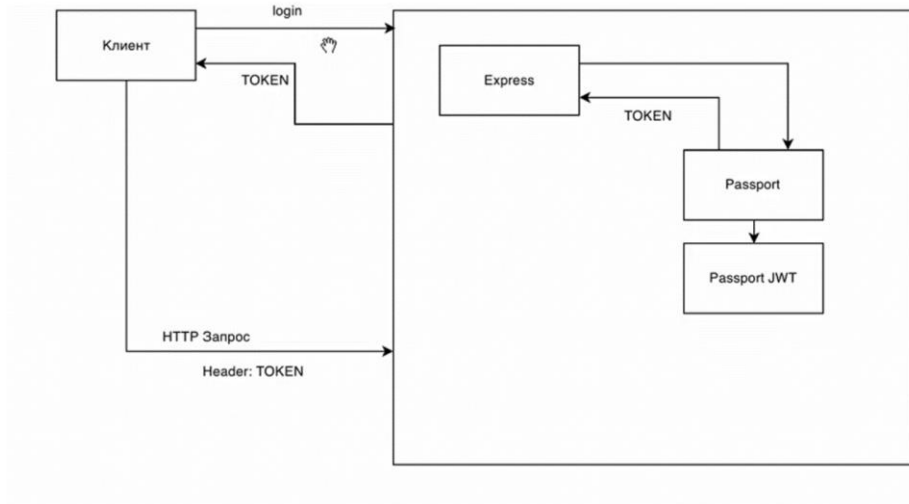 login
Клиент
TOKEN
Express
TOKEN
Passport
Passport JWT
HTTP Запрос
Header: TOKEN